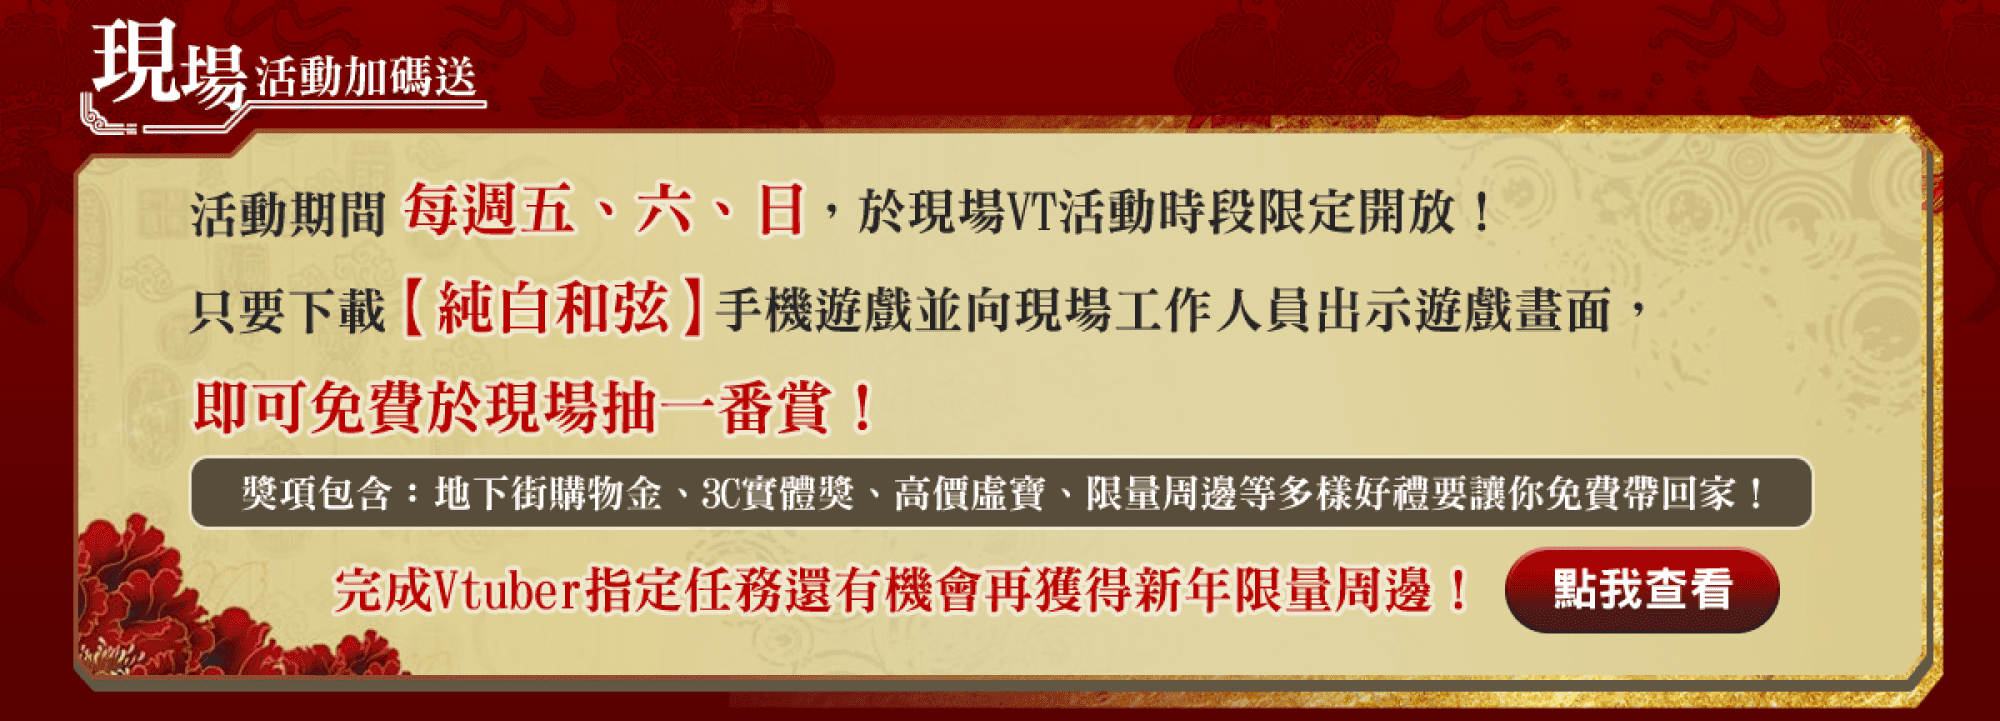 現場活動加碼送
活動期間 每週五、六、日，於現場VT活動時段限定開放！
只要下載【純白和弦】手機遊戲並向現場工作人員出示遊戲畫面，
即可免費於現場抽一番賞！
獎項包含：地下街購物金、3C實體獎、高價虛寶、限量周邊等多樣好禮要讓你免費帶回家！
完成Vtuber指定任務還有機會再獲得新年限量周邊！ 點我查看